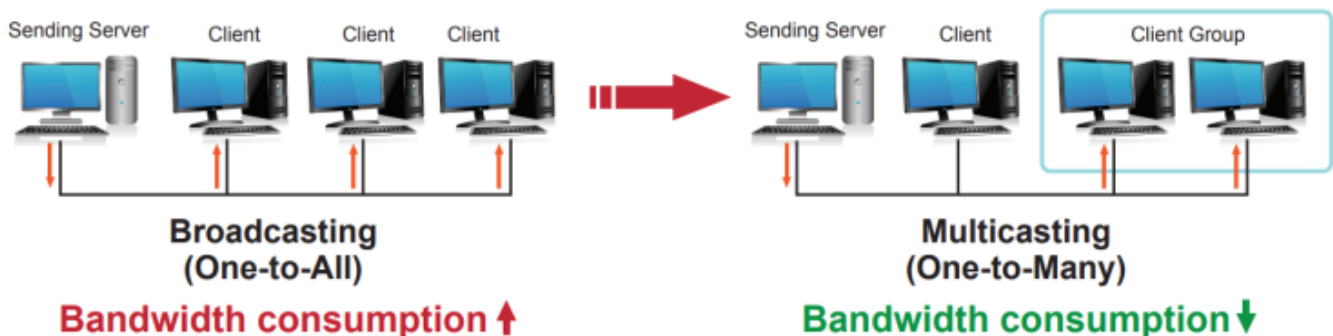 Sending Server
Client
Client
Client
Sending Server
Client
Client Group
Broadcasting
(One-to-All)
Bandwidth consumption
Multicasting
(One-to-Many)
Bandwidth consumption